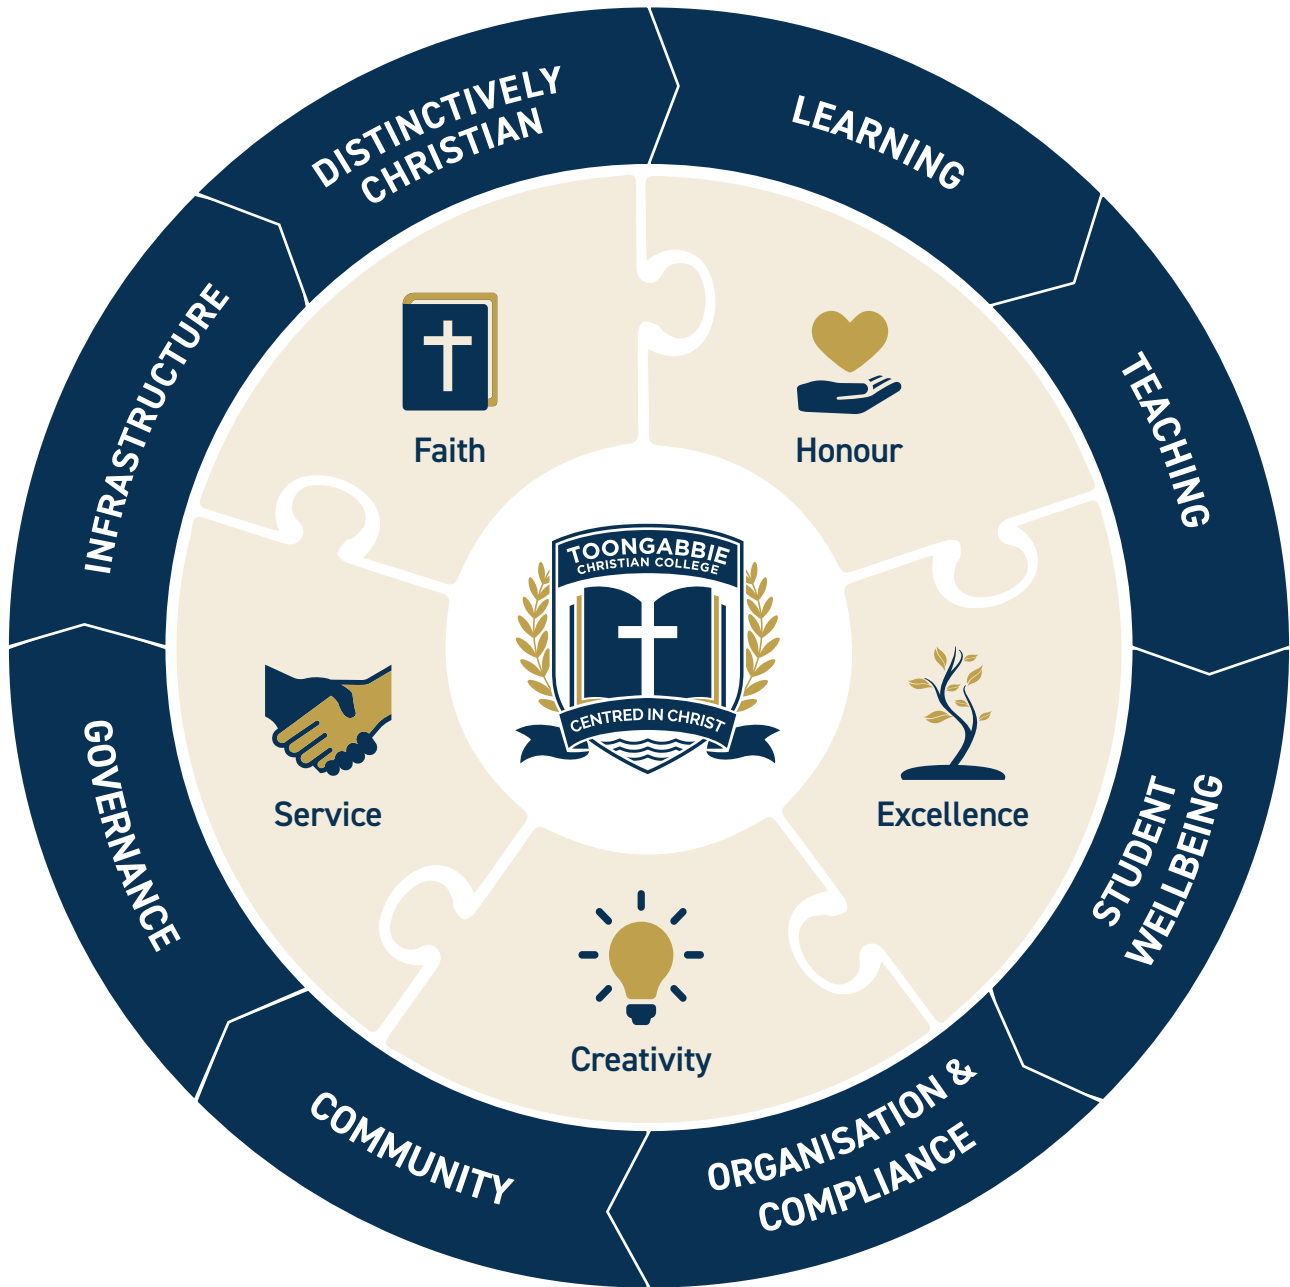 DISTINCTIVELY
CHRISTIAN
LEARNING
TEACHING
STUDENT
WELLBEING
ORGANISATION &
COMPLIANCE
COMMUNITY
GOVERNANCE
INFRASTRUCTURE
Faith
Honour
Excellence
Creativity
Service
TOONGABBIE
CHRISTIAN COLLEGE
CENTRED IN CHRIST